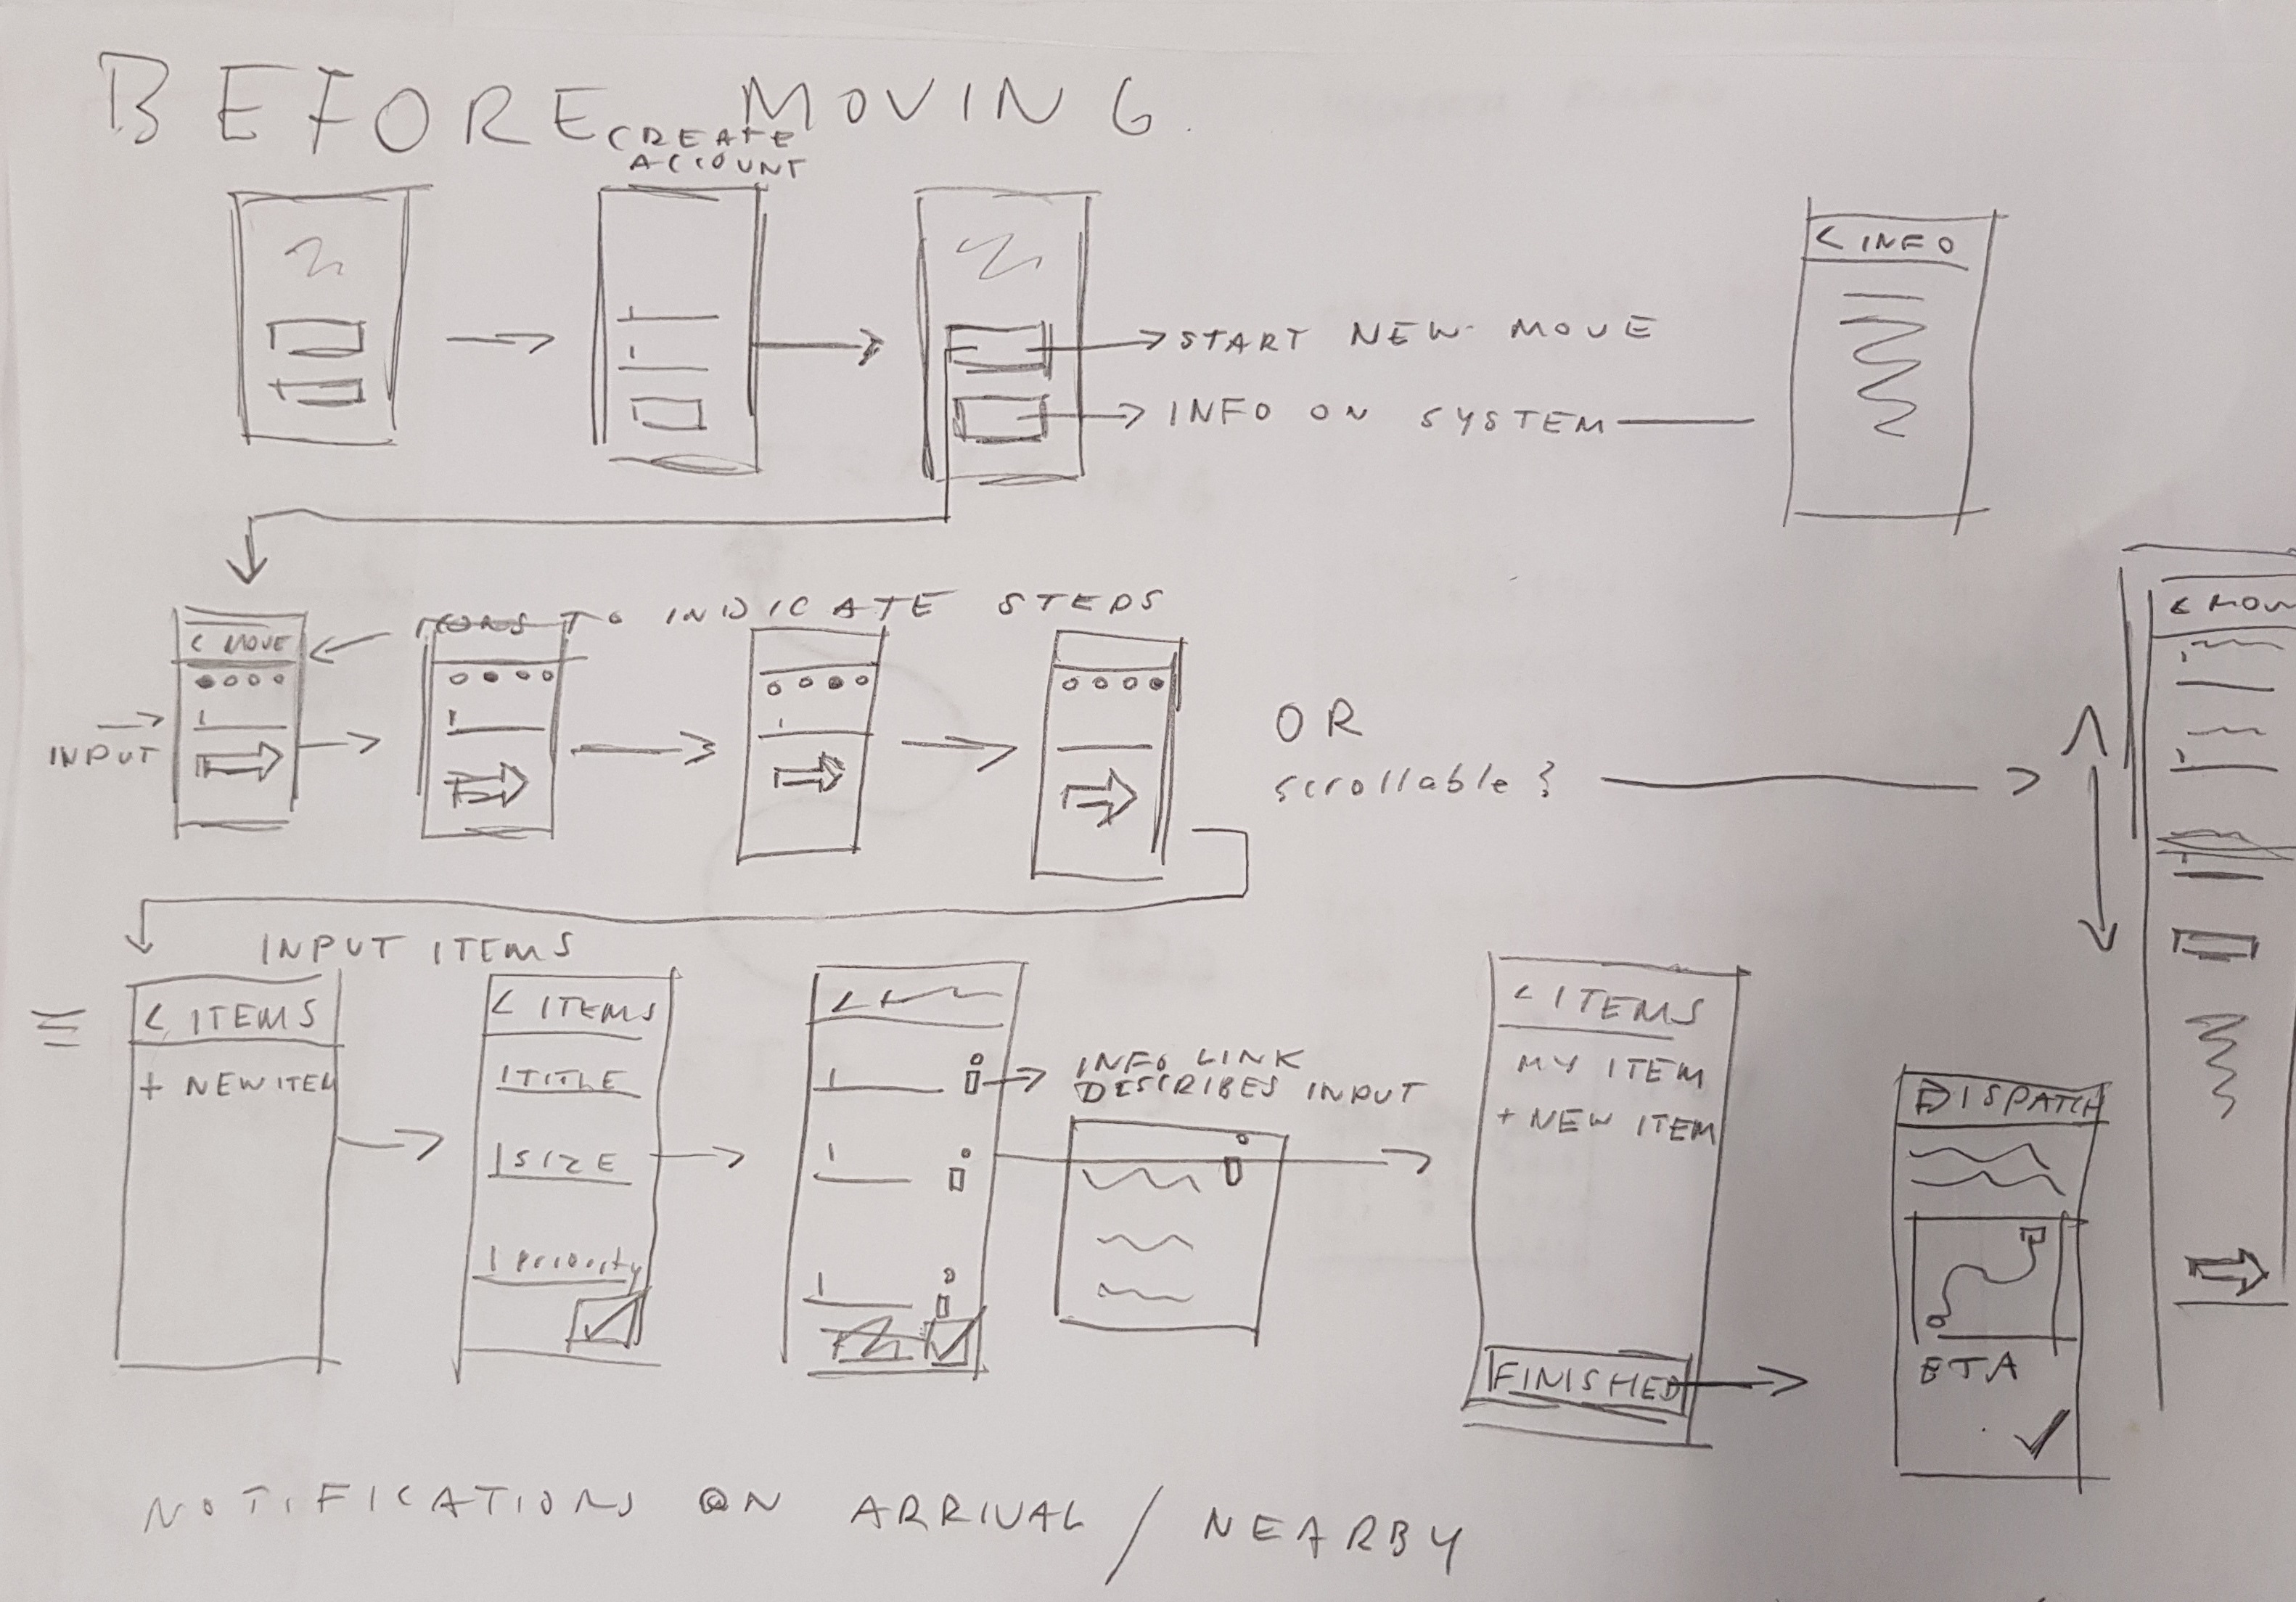 BEFORE MOVING.
CREATE
ACCOUNT
< INFO
START NEW MOVE
INFO ON SYSTEM
ICONS TO INDICATE STEPS
< MOVE
INPUT
OR
scrollable?
< MOV
INPUT ITEMS
< ITEMS
+ NEW ITEM
< ITEMS
TITLE
SIZE
priority
INFO LINK
DESCRIBES INPUT
< ITEMS
MY ITEM
+ NEW ITEM
FINISHED
DISPATCH
ETA
NOTIFICATIONS ON ARRIVAL / NEARBY